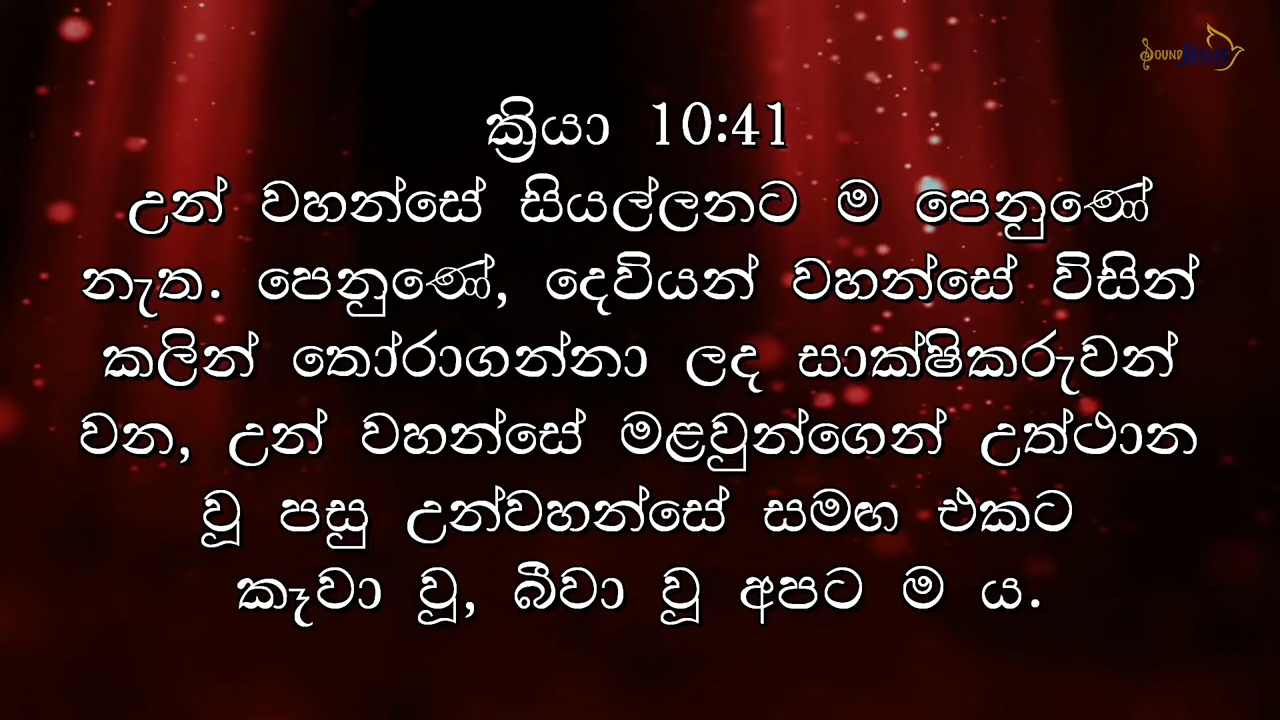 SOUND
ක්‍රියා 10:41
උන් වහන්සේ සියල්ලනට ම පෙනුණේ
නැත. පෙනුණේ, දෙවියන් වහන්සේ විසින්
කලින් තෝරාගන්නා ලද සාක්ෂිකරුවන්
වන, උන් වහන්සේ මළවුන්ගෙන් උත්ථාන
වූ පසු උන්වහන්සේ සමඟ එකට
කෑවා වූ, බීවා වූ අපට ම ය.